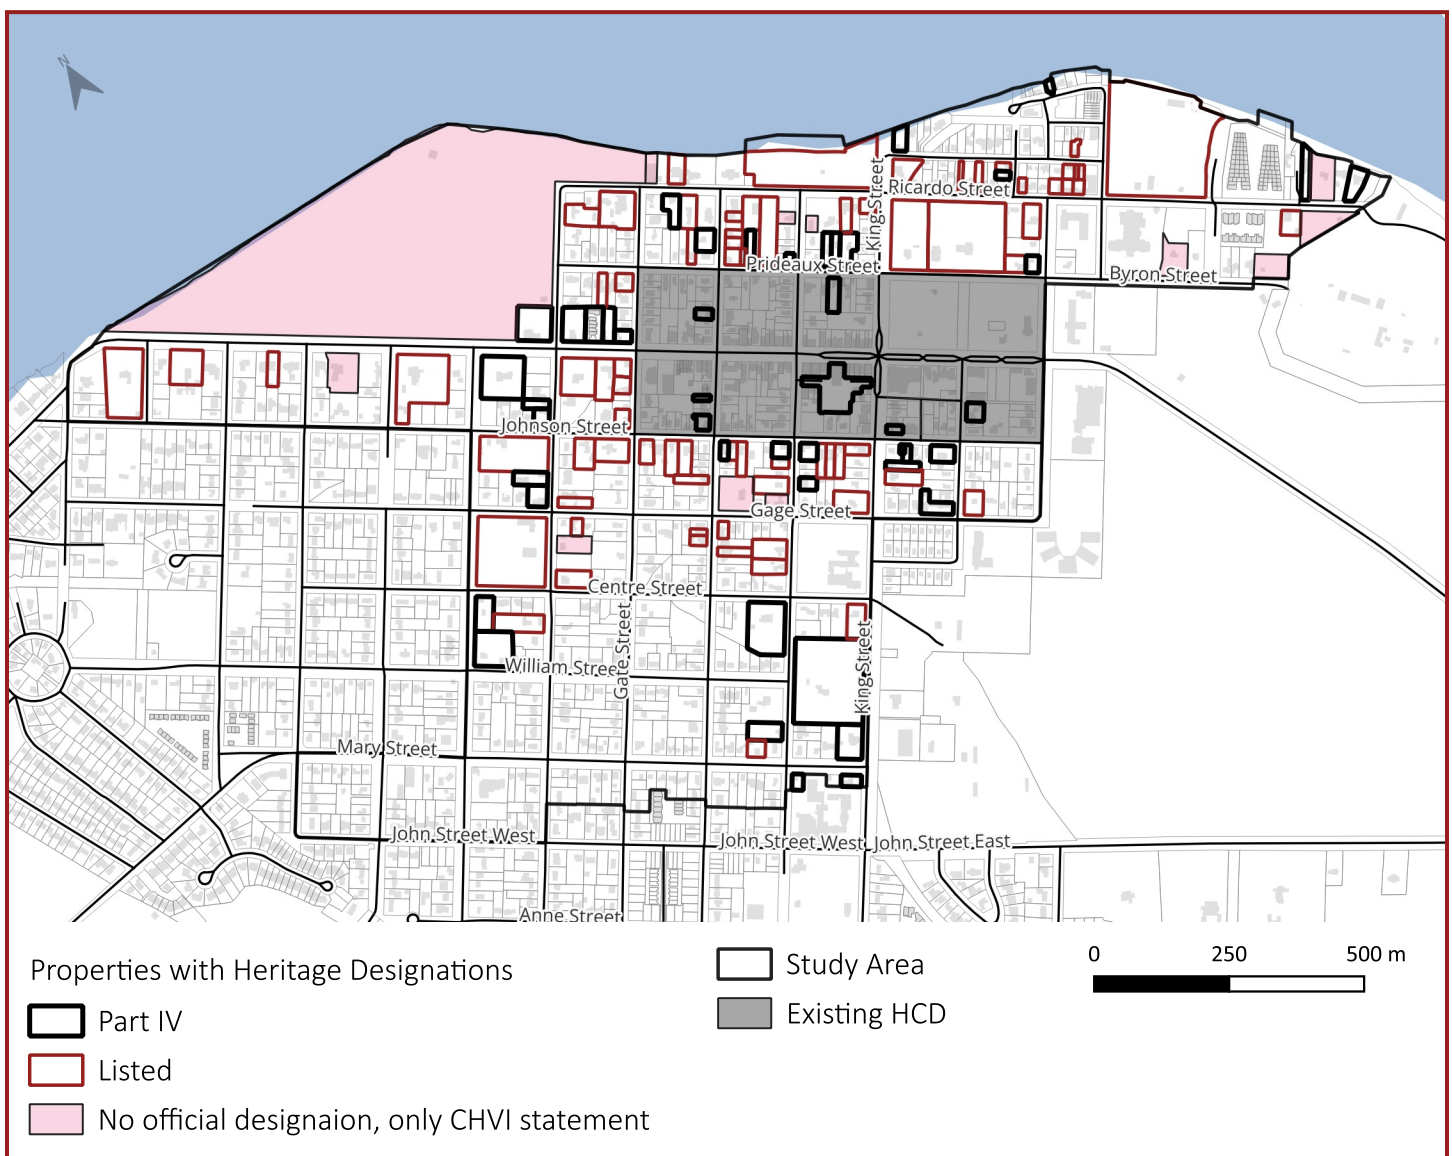 N
King Street
Ricardo Street
Prideaux Street
Byron Street
Johnson Street
Gage Street
Centre Street
Gate Street
William Stree
King Street
Mary Street
John Street West
John Street West
John Street East
Anne Street
Properties with Heritage Designations
Part IV
Listed
No official designaion, only CHVI statement
Study Area
Existing HCD
0 250 500 m